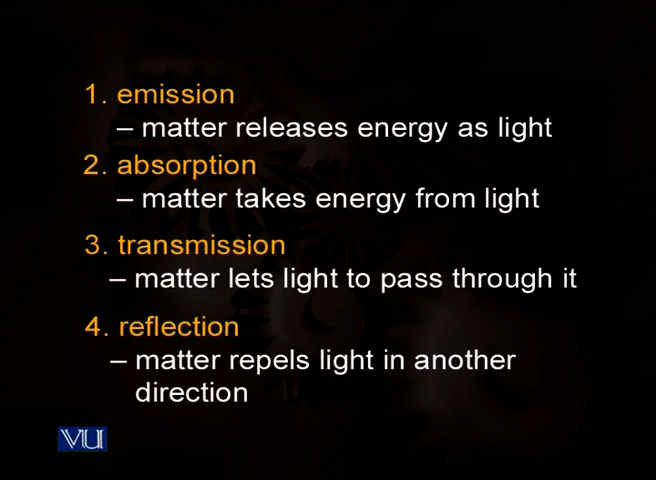 1. emission
– matter releases energy as light
2. absorption
– matter takes energy from light
3. transmission
– matter lets light to pass through it
4. reflection
– matter repels light in another
direction
VU